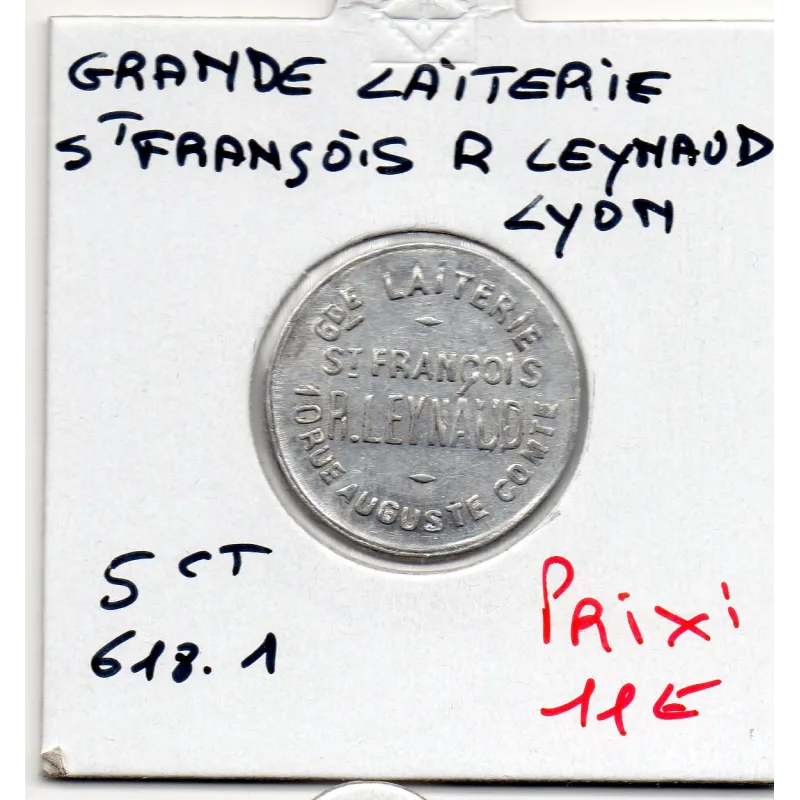 GRANDE LAITERIE
ST FRANÇOIS R LEYNAUD
LYON
GDE LAITERIE
ST FRANÇOIS
R. LEYNAUD
10 RUE AUGUSTE COMTE
5 CT
618.1
PRIX:
11€